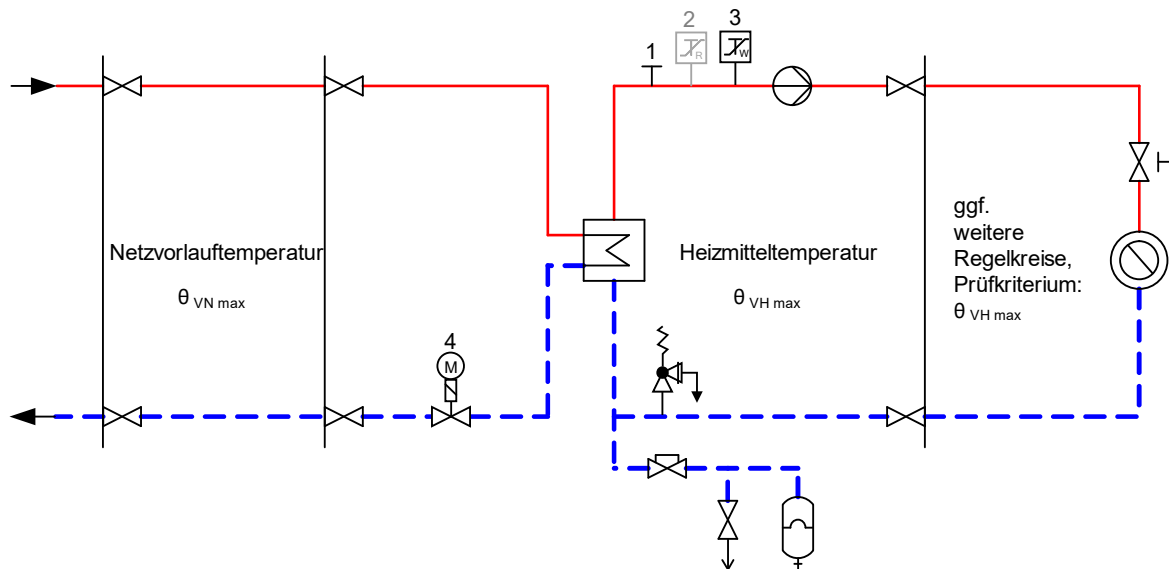 2
3
1
R
W
ggf.
weitere
Regelkreise,
Prüfkriterium:
θ VH max
Netzvorlauftemperatur
θ VN max
Heizmitteltemperatur
θ VH max
4
M